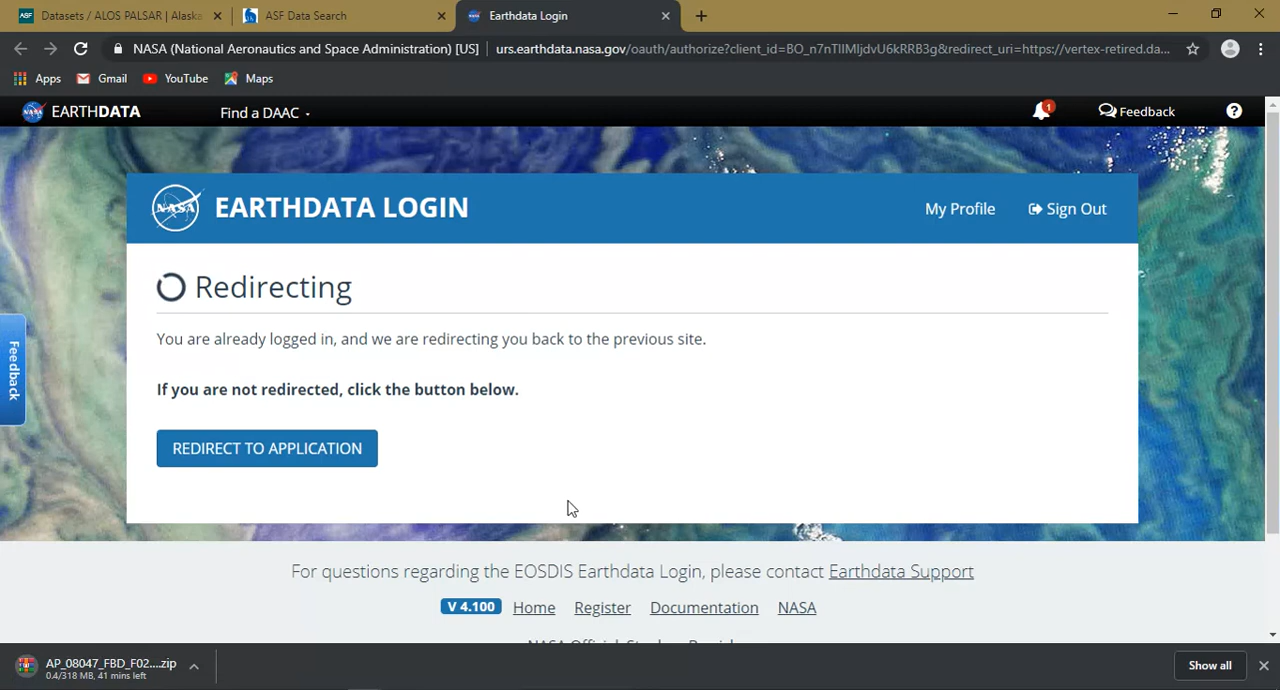 ASF Datasets / ALOS PALSAR | Alaska
ASF Data Search
Earthdata Login
NASA (National Aeronautics and Space Administration) [US] urs.earthdata.nasa.gov/oauth/authorize?client_id=BO_n7nTIIMIjdvU6kRRB3g&redirect_uri=https://vertex-retired.da...
Apps Gmail YouTube Maps
EARTHDATA Find a DAAC 1 Feedback ?
NASA EARTHDATA LOGIN My Profile Sign Out
Redirecting
You are already logged in, and we are redirecting you back to the previous site.
If you are not redirected, click the button below.
REDIRECT TO APPLICATION
Feedback
For questions regarding the EOSDIS Earthdata Login, please contact Earthdata Support
V 4.100 Home Register Documentation NASA
AP_08047_FBD_F02....zip
0.4/318 MB, 41 mins left
Show all